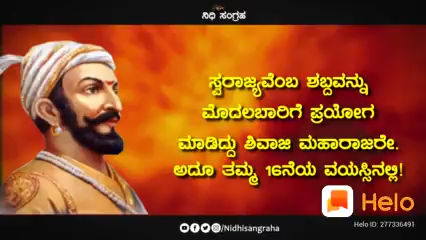 ನಿಧಿ ಸಂಗ್ರಹ
ಸ್ವರಾಜ್ಯವೆಂಬ ಶಬ್ದವನ್ನು
ಮೊದಲಬಾರಿಗೆ ಪ್ರಯೋಗ
ಮಾಡಿದ್ದು ಶಿವಾಜಿ ಮಹಾರಾಜರೇ.
ಅದೂ ತಮ್ಮ 16ನೆಯ ವಯಸ್ಸಿನಲ್ಲಿ!
Helo
Helo ID: 277336491
/Nidhisangraha